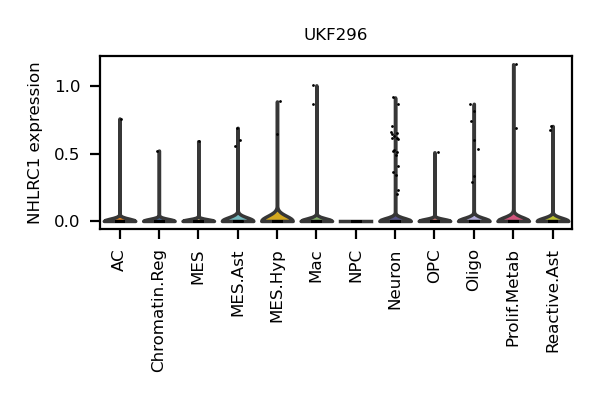 UKF296
NHLRC1 expression
1.0
0.5
0.0
AC
Chromatin.Reg
MES
MES.Ast
MES.Hyp
Mac
NPC
Neuron
OPC
Oligo
Prolif.Metab
Reactive.Ast